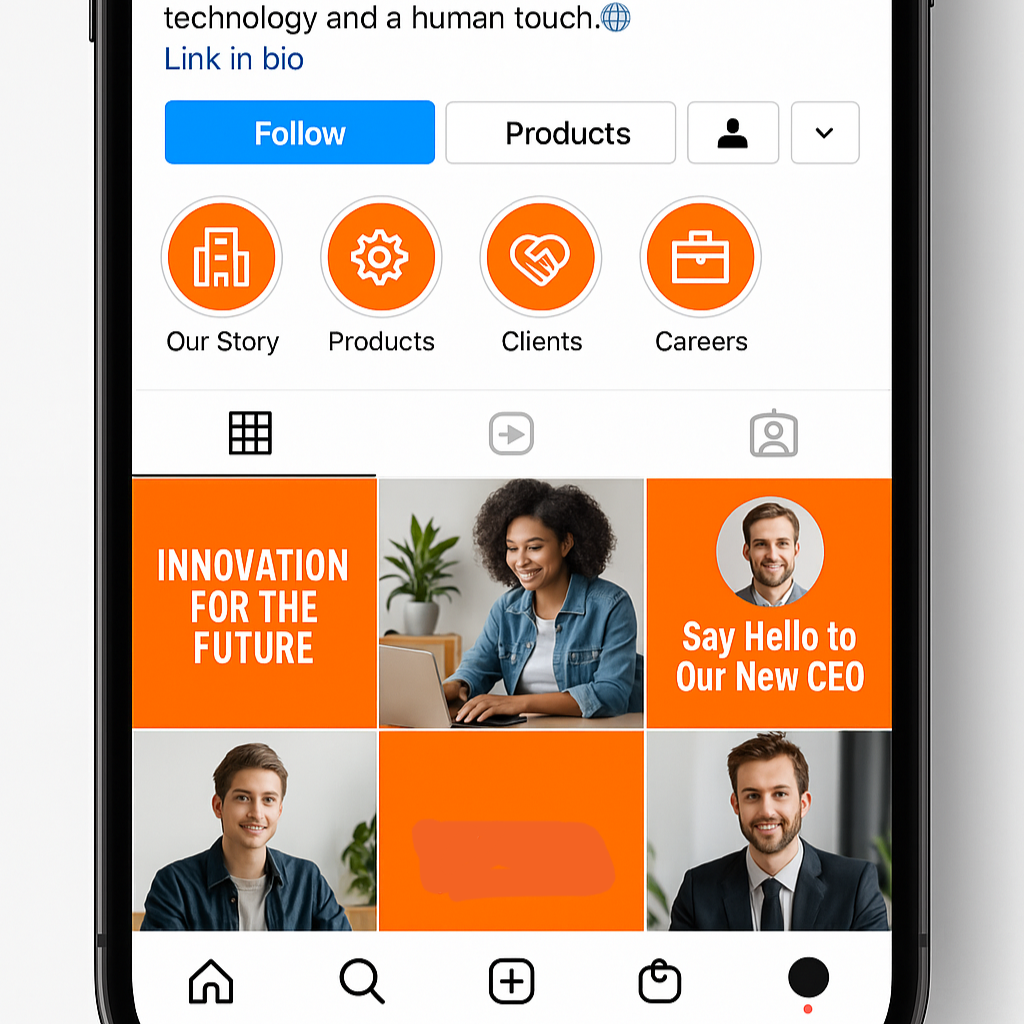 technology and a human touch.
Link in bio
Follow Products
Our Story Products Clients Careers
INNOVATION
FOR THE
FUTURE
Say Hello to
Our New CEO